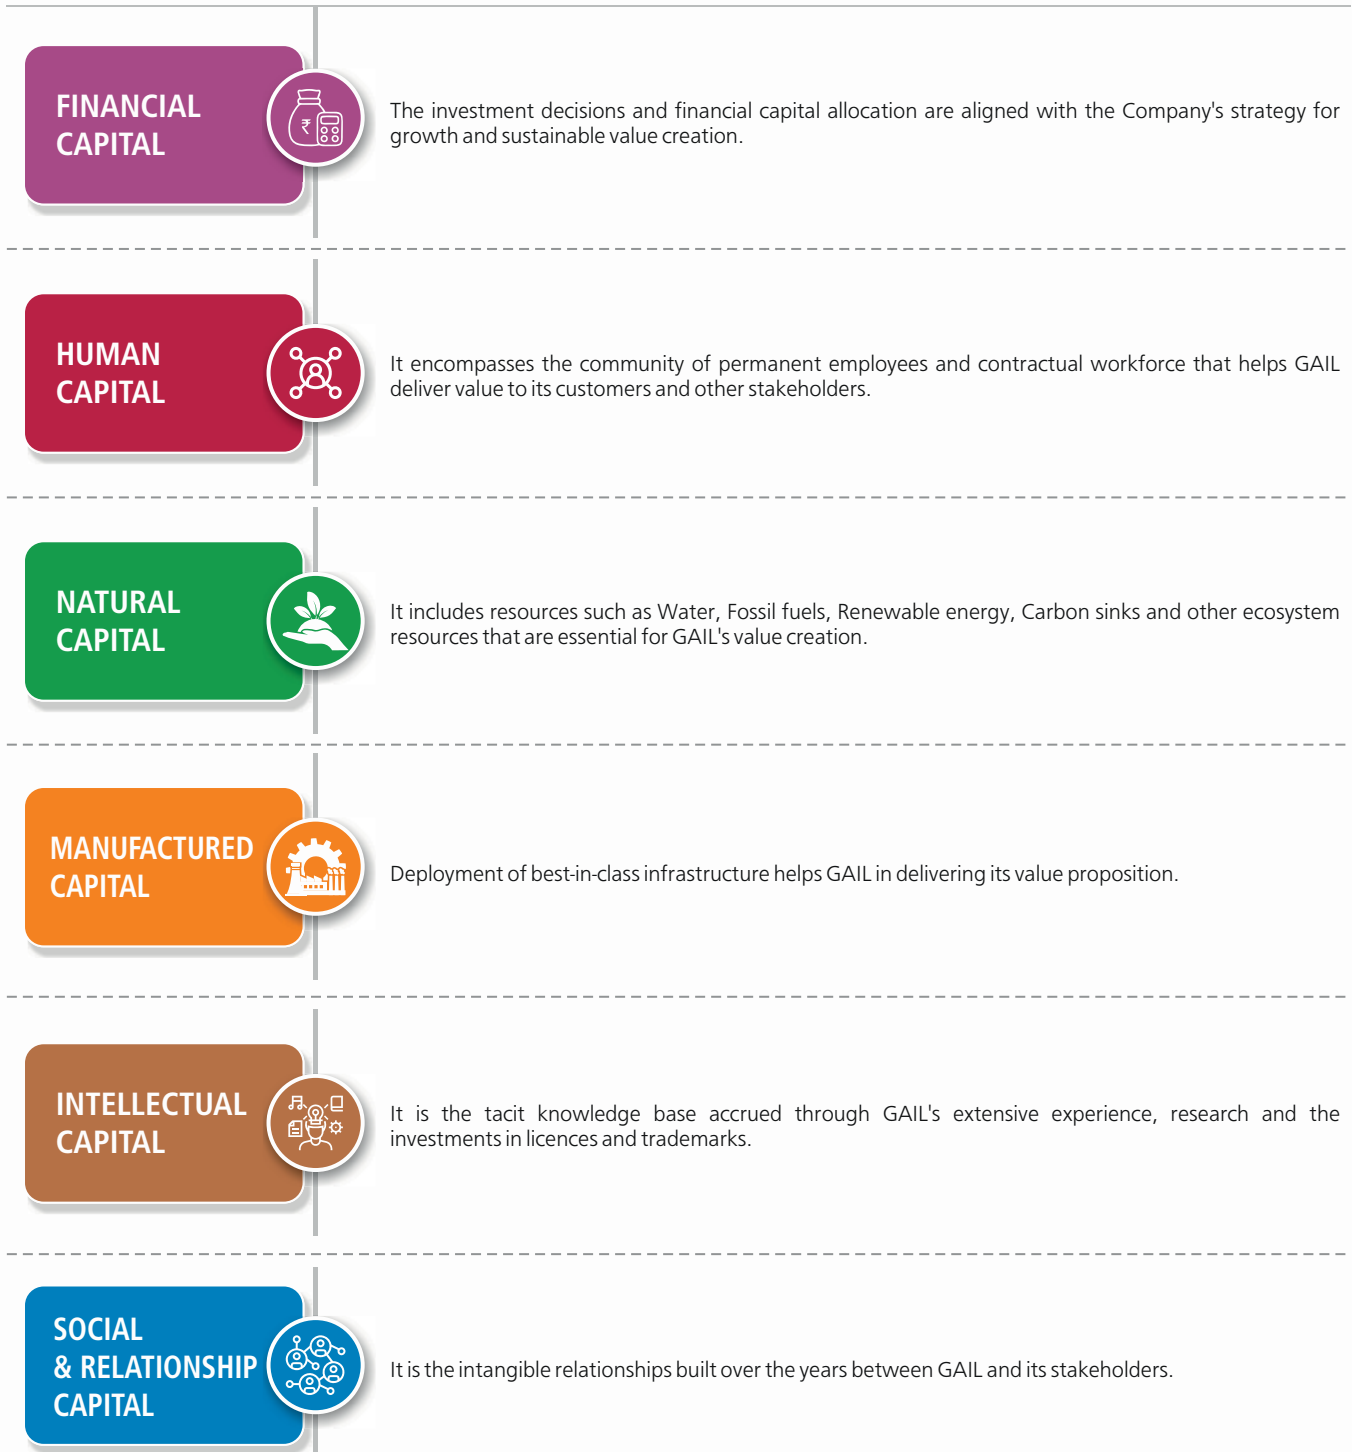 FINANCIAL
CAPITAL
₹
The investment decisions and financial capital allocation are aligned with the Company's strategy for
growth and sustainable value creation.
HUMAN
CAPITAL
It encompasses the community of permanent employees and contractual workforce that helps GAIL
deliver value to its customers and other stakeholders.
NATURAL
CAPITAL
It includes resources such as Water, Fossil fuels, Renewable energy, Carbon sinks and other ecosystem
resources that are essential for GAIL's value creation.
MANUFACTURED
CAPITAL
Deployment of best-in-class infrastructure helps GAIL in delivering its value proposition.
INTELLECTUAL
CAPITAL
It is the tacit knowledge base accrued through GAIL's extensive experience, research and the
investments in licences and trademarks.
SOCIAL
& RELATIONSHIP
CAPITAL
It is the intangible relationships built over the years between GAIL and its stakeholders.